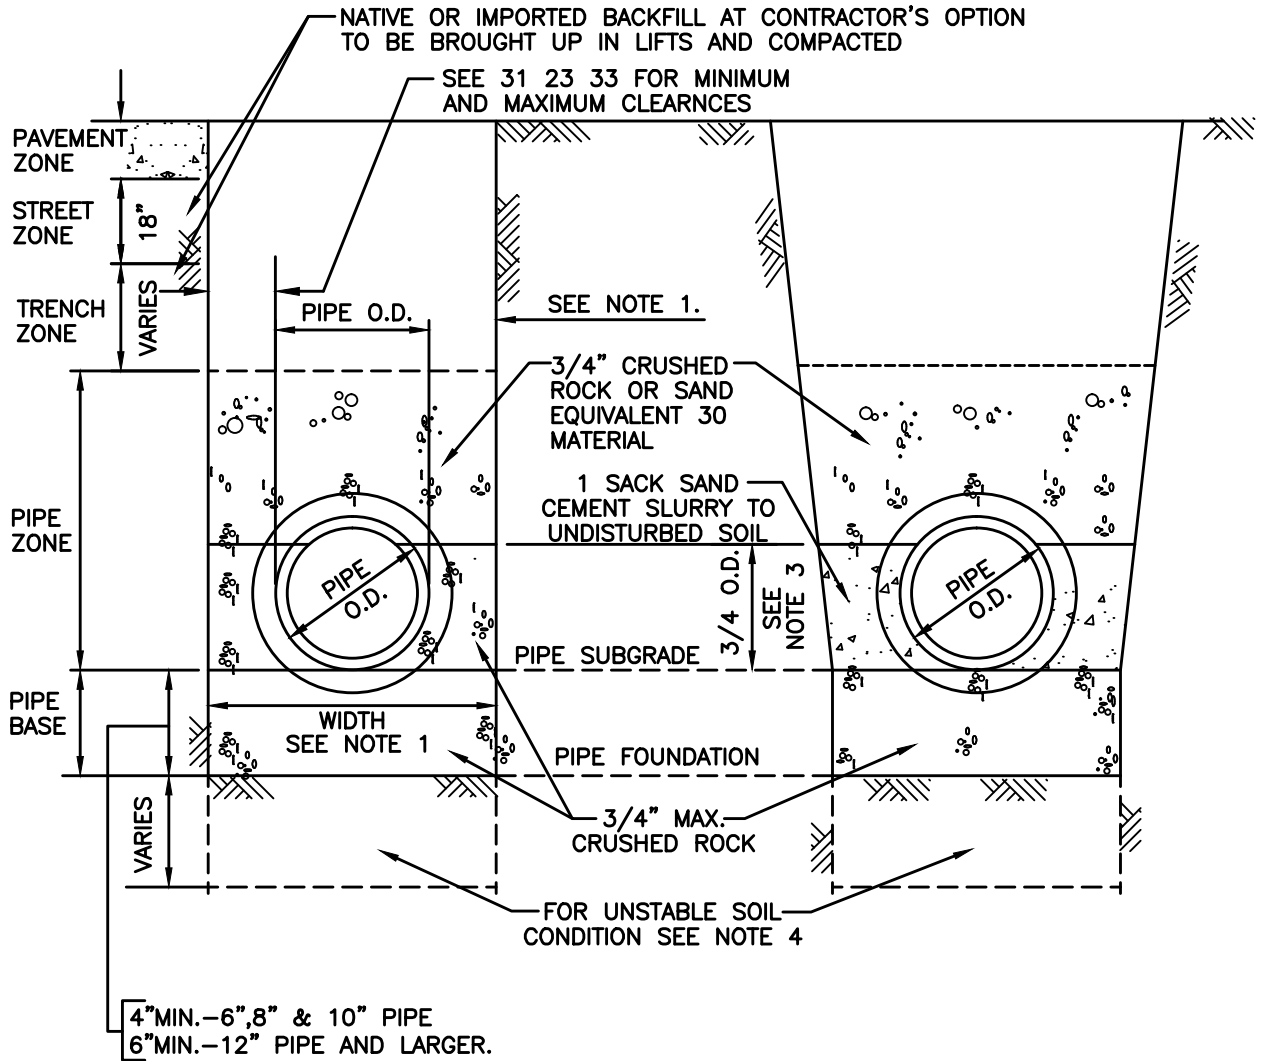 NATIVE OR IMPORTED BACKFILL AT CONTRACTOR'S OPTION
TO BE BROUGHT UP IN LIFTS AND COMPACTED
SEE 31 23 33 FOR MINIMUM
AND MAXIMUM CLEARNCES
PAVEMENT
ZONE
STREET
ZONE
18"
TRENCH
ZONE
VARIES
PIPE O.D.
SEE NOTE 1.
3/4" CRUSHED
ROCK OR SAND
EQUIVALENT 30
MATERIAL
1 SACK SAND
CEMENT SLURRY TO
UNDISTURBED SOIL
PIPE
ZONE
PIPE
O.D.
3/4 O.D.
SEE
NOTE 3
PIPE
O.D.
PIPE SUBGRADE
PIPE
BASE
WIDTH
SEE NOTE 1
PIPE FOUNDATION
VARIES
3/4" MAX.
CRUSHED ROCK
FOR UNSTABLE SOIL
CONDITION SEE NOTE 4
4"MIN.-6",8" & 10" PIPE
6"MIN.-12" PIPE AND LARGER.